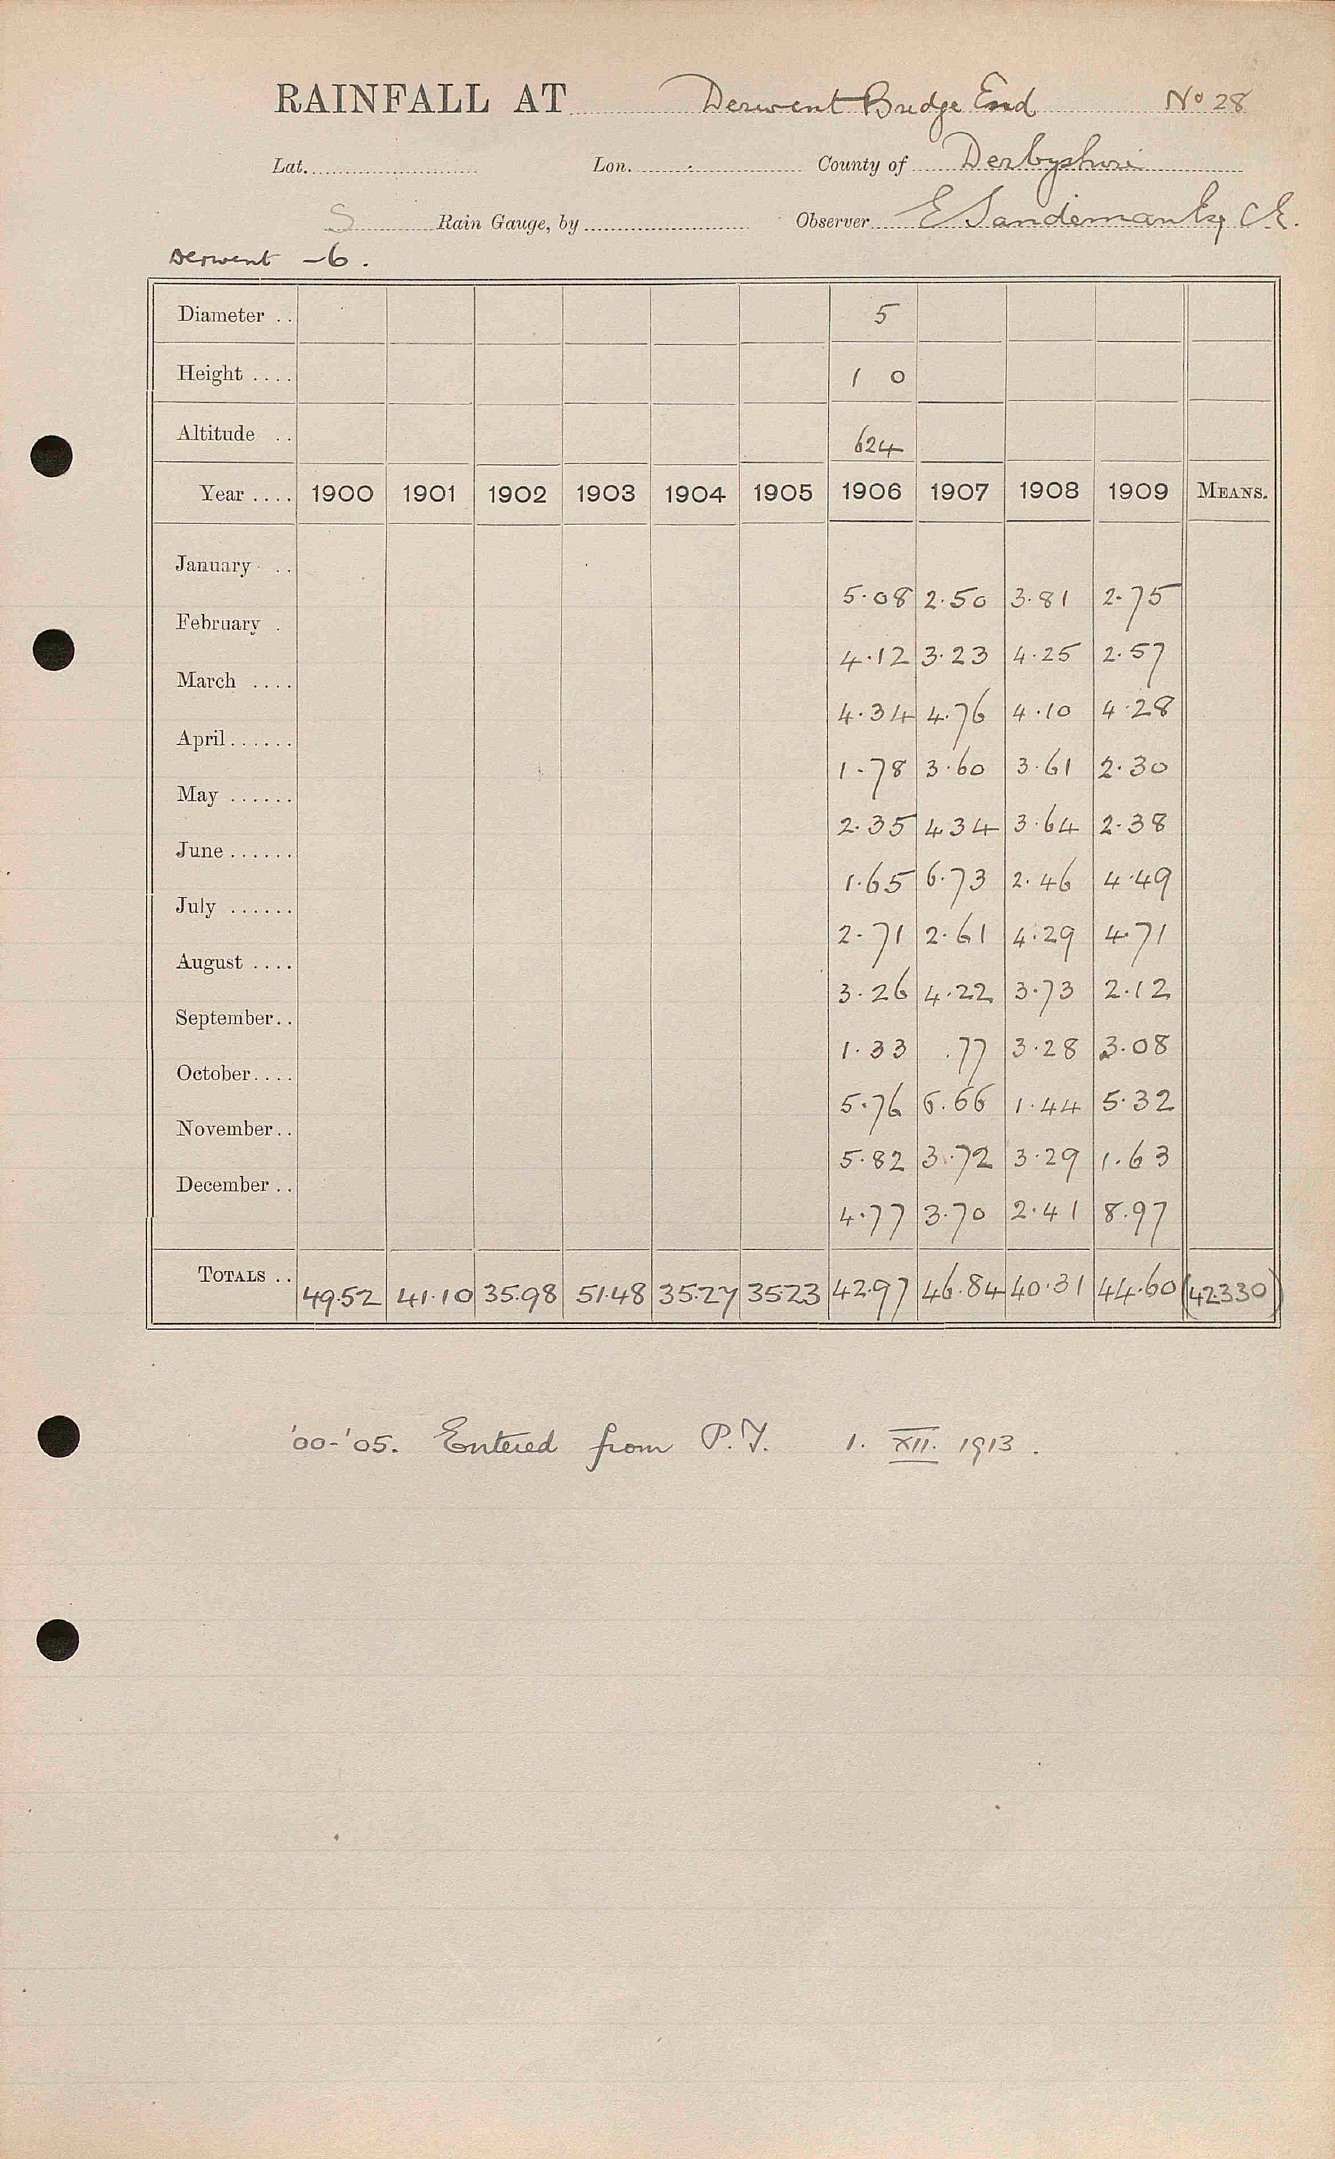 RAINFALL AT Derwent Bridge End No 28
Lat. Lon. County of Derbyshire
S Rain Gauge, by Observer E Sandeman Esq C.E.
Derwent - 6.
Diameter .. 5
Height .... 1 0
Altitude .. 624
Year .... 1900 1901 1902 1903 1904 1905 1906 1907 1908 1909 MEANS.
January ..
5.08 2.50 3.81 2.75
February .
4.12 3.23 4.25 2.57
March ....
4.34 4.76 4.10 4.28
April ......
1.78 3.60 3.61 2.30
May ......
2.35 4.34 3.64 2.38
June ......
1.65 6.73 2.46 4.49
July ......
2.71 2.61 4.29 4.71
August ....
3.26 4.22 3.73 2.12
September..
1.33 .77 3.28 3.08
October....
5.76 6.66 1.44 5.32
November..
5.82 3.72 3.29 1.63
December ..
4.77 3.70 2.41 8.97
TOTALS .. 49.52 41.10 35.98 51.48 35.27 35.23 42.97 46.84 40.31 44.60 (42.330)
'00-'05. Entered from P.T. 1. XII. 1913.